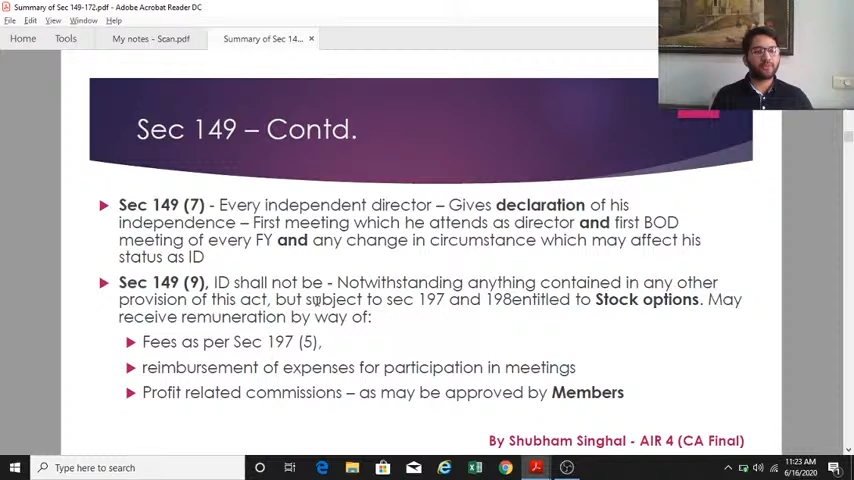 Summary of Sec 149-172.pdf - Adobe Acrobat Reader DC
File Edit View Window Help
Home Tools My notes - Scan.pdf Summary of Sec 14... ×
Sec 149 – Contd.
Sec 149 (7) - Every independent director – Gives declaration of his
independence – First meeting which he attends as director and first BOD
meeting of every FY and any change in circumstance which may affect his
status as ID
Sec 149 (9), ID shall not be - Notwithstanding anything contained in any other
provision of this act, but subject to sec 197 and 198entitled to Stock options. May
receive remuneration by way of:
Fees as per Sec 197 (5),
reimbursement of expenses for participation in meetings
Profit related commissions – as may be approved by Members
By Shubham Singhal - AIR 4 (CA Final)
Type here to search
11:23 AM
6/16/2020